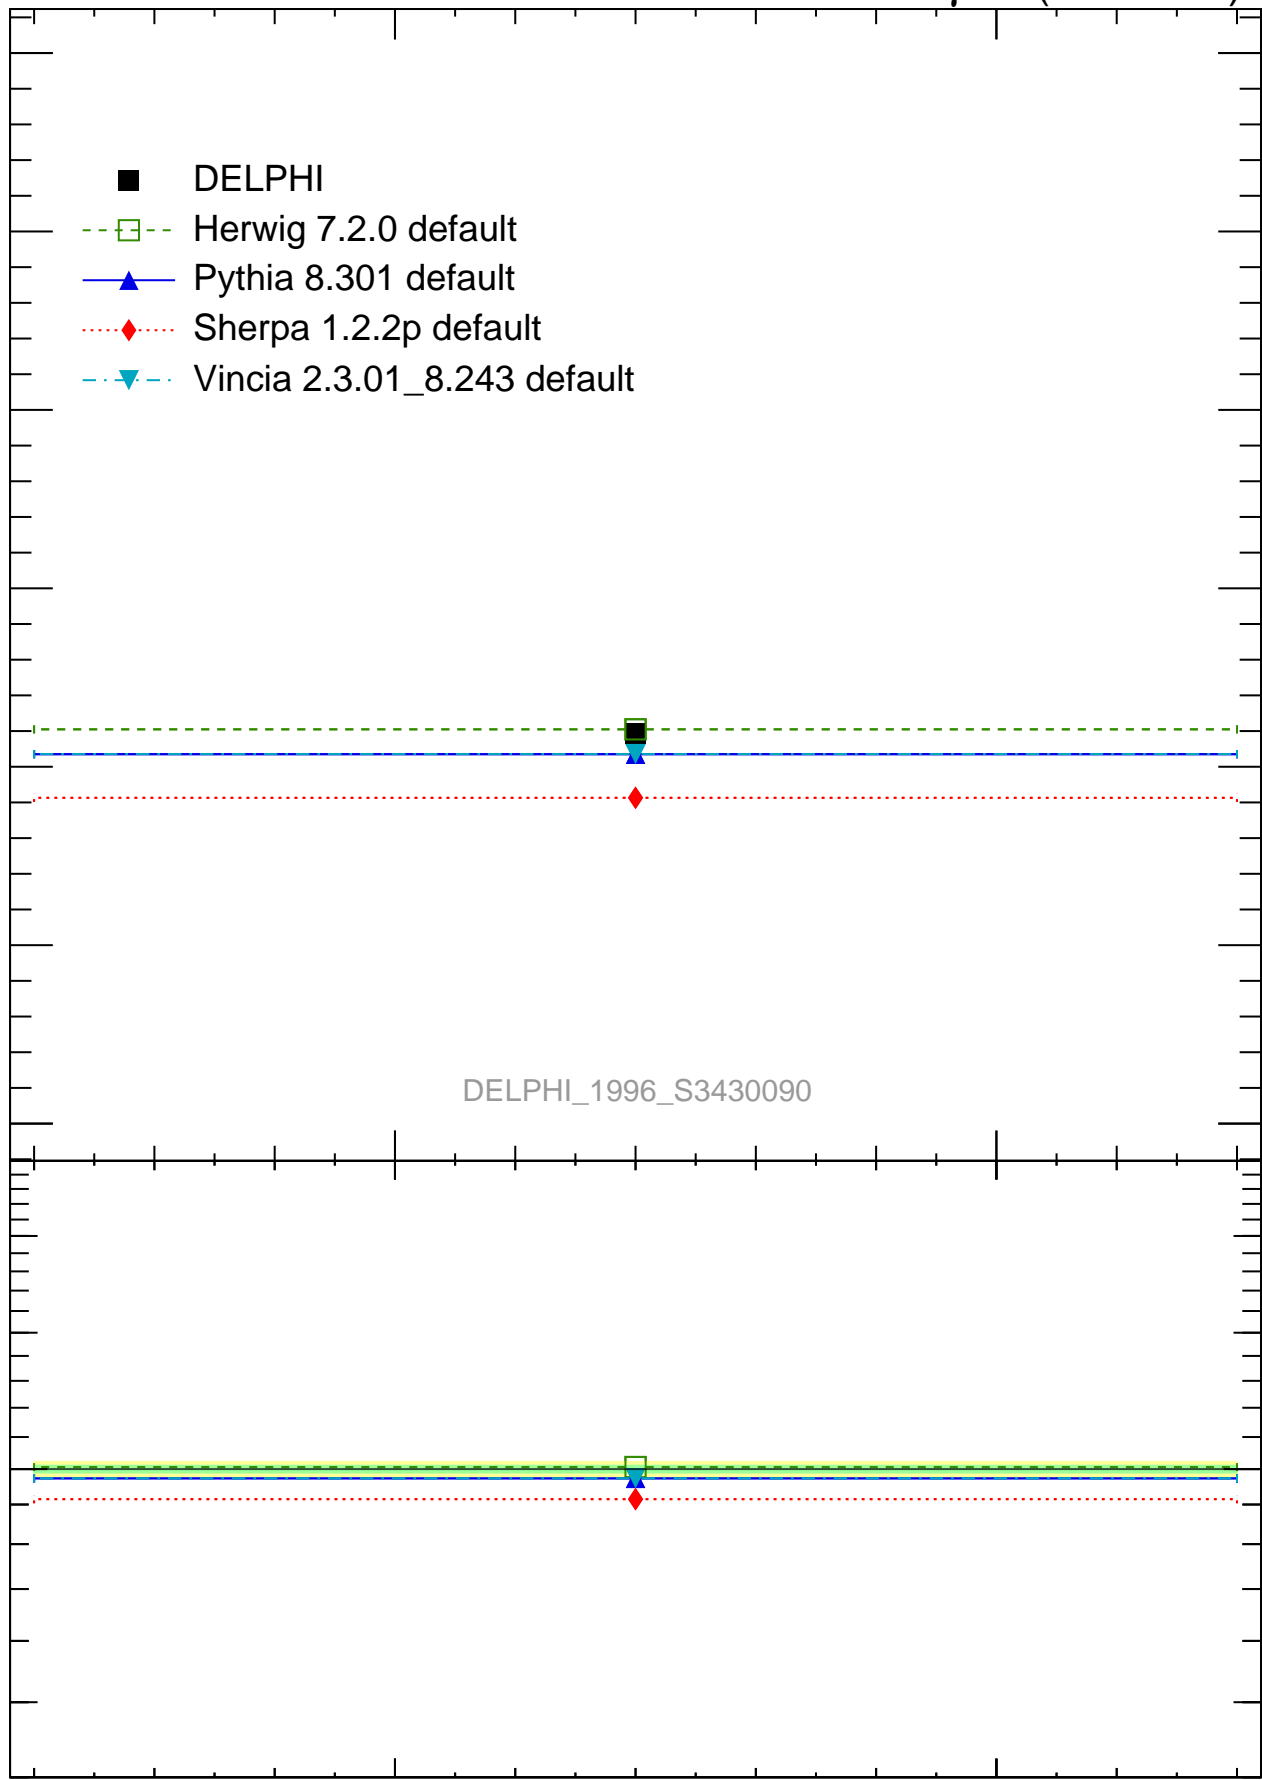 DELPHI
Herwig 7.2.0 default
Pythia 8.301 default
Sherpa 1.2.2p default
Vincia 2.3.01_8.243 default
DELPHI_1996_S3430090